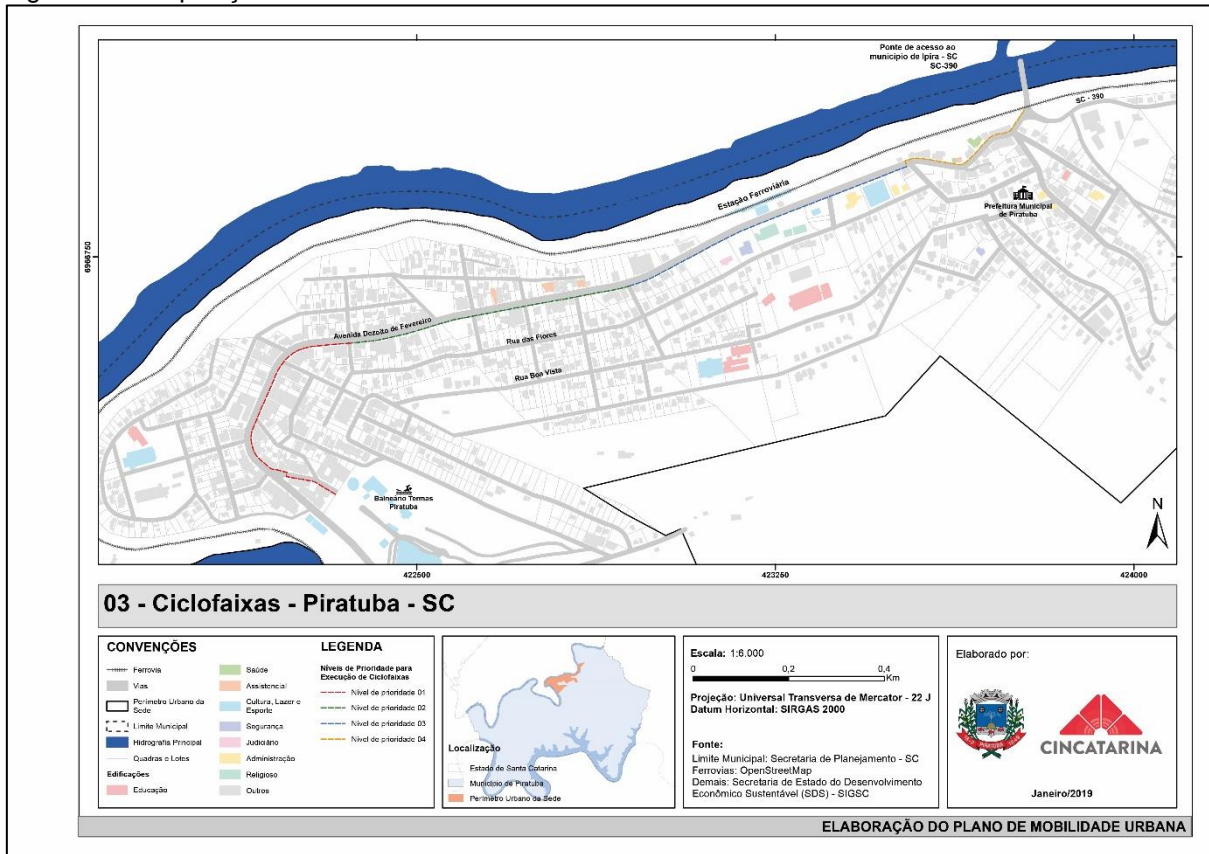 Ponte de acesso ao
município de Ipira - SC
SC-390
SC - 390
Estação Ferroviária
Prefeitura Municipal
de Piratuba
6966750
Avenida Dezoito de Fevereiro
Rua das Flores
Rua Boa Vista
Balneário Termas
Piratuba
N
422500
423250
424000
03 - Ciclofaixas - Piratuba - SC
CONVENÇÕES
Ferrovia
Vias
Perímetro Urbano da
Sede
Limite Municipal
Hidrografia Principal
Quadras e Lotes
Edificações
Educação
Saúde
Assistencial
Cultura, Lazer e
Esporte
Segurança
Judiciário
Administração
Religioso
Outros
LEGENDA
Níveis de Prioridade para
Execução de Ciclofaixas
Nível de prioridade 01
Nível de prioridade 02
Nível de prioridade 03
Nível de prioridade 04
Localização
Estado de Santa Catarina
Município de Piratuba
Perímetro Urbano da Sede
Escala: 1:6.000
0 0,2 0,4
Km
Projeção: Universal Transversa de Mercator - 22 J
Datum Horizontal: SIRGAS 2000
Fonte:
Limite Municipal: Secretaria de Planejamento - SC
Ferrovias: OpenStreetMap
Demais: Secretaria de Estado do Desenvolvimento
Econômico Sustentável (SDS) - SIGSC
Elaborado por:
PIRATUBA
CINCATARINA
Janeiro/2019
ELABORAÇÃO DO PLANO DE MOBILIDADE URBANA